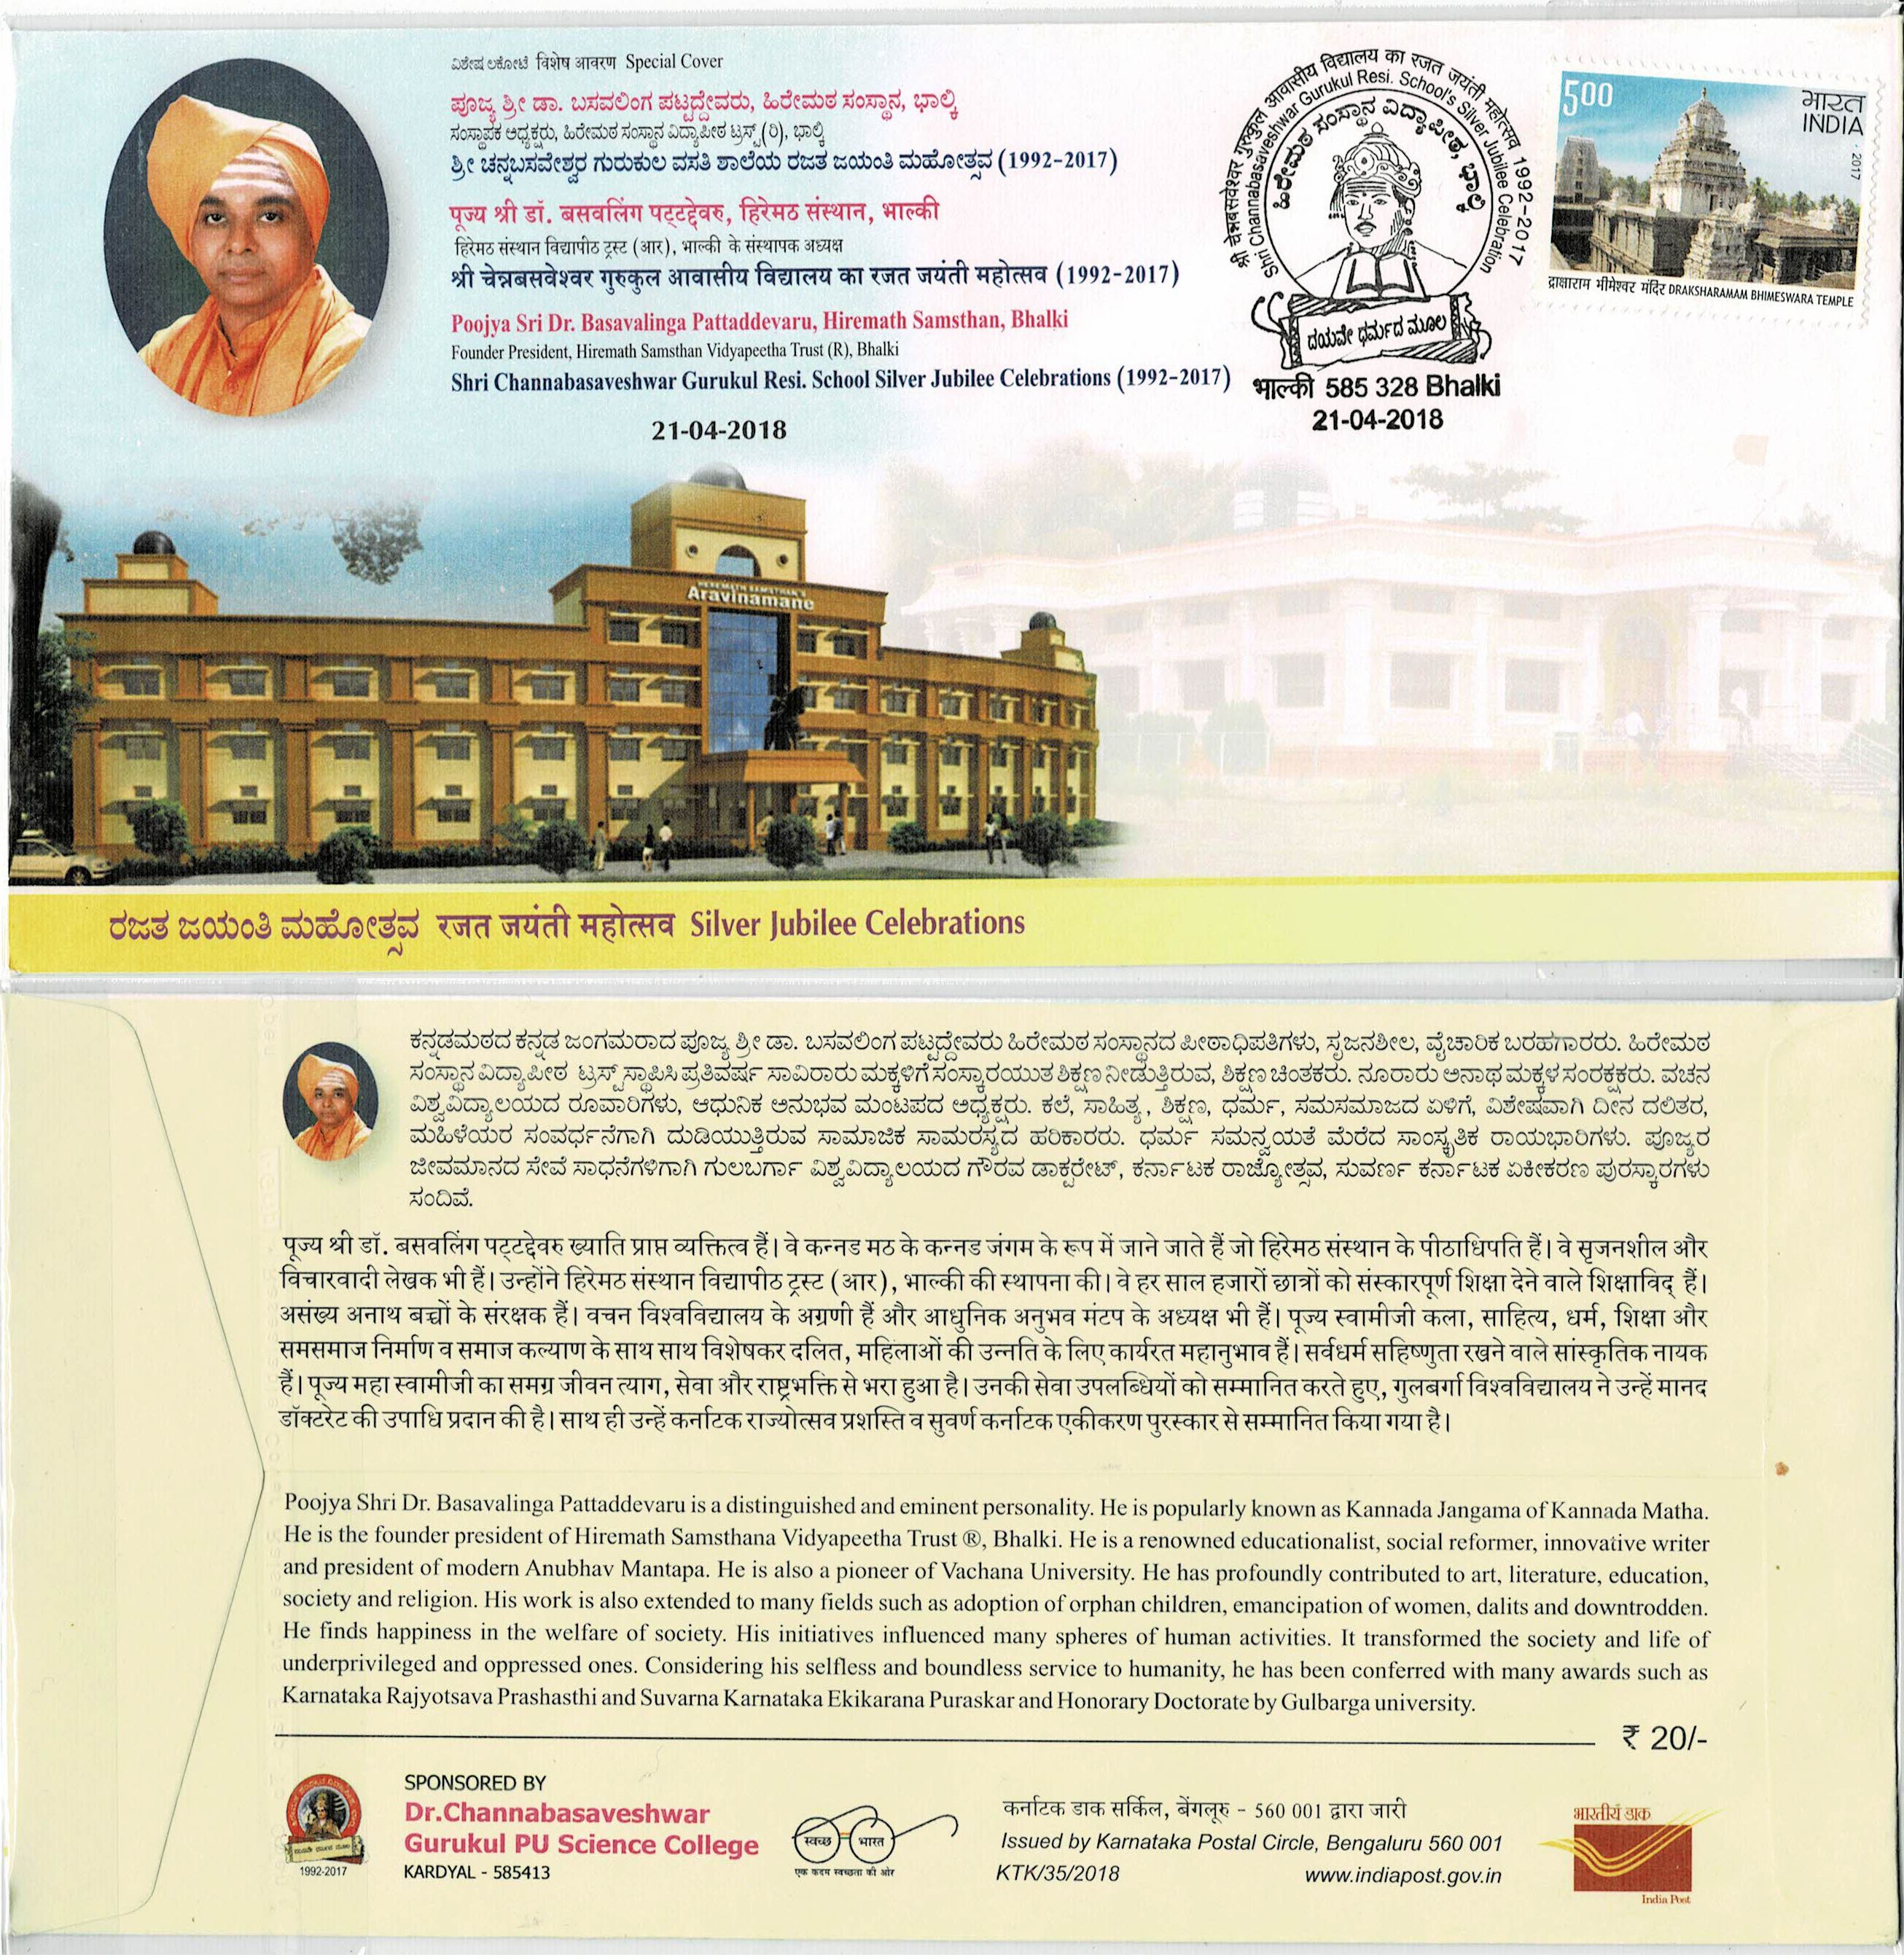 ವಿಶೇಷ ಲಕೋಟೆ विशेष आवरण Special Cover
ಪೂಜ್ಯ ಶ್ರೀ ಡಾ. ಬಸವಲಿಂಗ ಪಟ್ಟದ್ದೇವರು, ಹಿರೇಮಠ ಸಂಸ್ಥಾನ, ಭಾಲ್ಕಿ
ಸಂಸ್ಥಾಪಕ ಅಧ್ಯಕ್ಷರು, ಹಿರೇಮಠ ಸಂಸ್ಥಾನ ವಿದ್ಯಾಪೀಠ ಟ್ರಸ್ಟ್ (ರಿ), ಭಾಲ್ಕಿ
ಶ್ರೀ ಚನ್ನಬಸವೇಶ್ವರ ಗುರುಕುಲ ವಸತಿ ಶಾಲೆಯ ರಜತ ಜಯಂತಿ ಮಹೋತ್ಸವ (1992-2017)
पूज्य श्री डॉ. बसवलिंग पट्टद्देवरु, हिरेमठ संस्थान, भाल्की
हिरेमठ संस्थान विद्यापीठ ट्रस्ट (आर), भाल्की के संस्थापक अध्यक्ष
श्री चेन्नबसवेश्वर गुरुकुल आवासीय विद्यालय का रजत जयंती महोत्सव (1992-2017)
Poojya Sri Dr. Basavalinga Pattaddevaru, Hiremath Samsthan, Bhalki
Founder President, Hiremath Samsthan Vidyapeetha Trust (R), Bhalki
Shri Channabasaveshwar Gurukul Resi. School Silver Jubilee Celebrations (1992-2017)
21-04-2018
श्री चेन्नबसवेश्वर गुरुकुल आवासीय विद्यालय का रजत जयंती महोत्सव 1992-2017
Shri Channabasaveshwar Gurukul Resi. School's Silver Jubilee Celebration
ಹಿರೇಮಠ ಸಂಸ್ಥಾನ ವಿದ್ಯಾಪೀಠ, ಭಾಲ್ಕಿ
ದಯವೇ ಧರ್ಮದ ಮೂಲ
भाल्की 585 328 Bhalki
21-04-2018
500
भारत
INDIA
2017
द्राक्षाराम भीमेश्वर मंदिर DRAKSHARAMAM BHIMESWARA TEMPLE
HIREMATH SAMSTHAN'S
Aravinamane
ರಜತ ಜಯಂತಿ ಮಹೋತ್ಸವ रजत जयंती महोत्सव Silver Jubilee Celebrations
ಕನ್ನಡಮಠದ ಕನ್ನಡ ಜಂಗಮರಾದ ಪೂಜ್ಯ ಶ್ರೀ ಡಾ. ಬಸವಲಿಂಗ ಪಟ್ಟದ್ದೇವರು ಹಿರೇಮಠ ಸಂಸ್ಥಾನದ ಪೀಠಾಧಿಪತಿಗಳು, ಸೃಜನಶೀಲ, ವೈಚಾರಿಕ ಬರಹಗಾರರು. ಹಿರೇಮಠ
ಸಂಸ್ಥಾನ ವಿದ್ಯಾಪೀಠ ಟ್ರಸ್ಟ್ ಸ್ಥಾಪಿಸಿ ಪ್ರತಿವರ್ಷ ಸಾವಿರಾರು ಮಕ್ಕಳಿಗೆ ಸಂಸ್ಕಾರಯುತ ಶಿಕ್ಷಣ ನೀಡುತ್ತಿರುವ, ಶಿಕ್ಷಣ ಚಿಂತಕರು. ನೂರಾರು ಅನಾಥ ಮಕ್ಕಳ ಸಂರಕ್ಷಕರು. ವಚನ
ವಿಶ್ವವಿದ್ಯಾಲಯದ ರೂವಾರಿಗಳು, ಆಧುನಿಕ ಅನುಭವ ಮಂಟಪದ ಅಧ್ಯಕ್ಷರು. ಕಲೆ, ಸಾಹಿತ್ಯ, ಶಿಕ್ಷಣ, ಧರ್ಮ, ಸಮಸಮಾಜದ ಏಳಿಗೆ, ವಿಶೇಷವಾಗಿ ದೀನ ದಲಿತರ,
ಮಹಿಳೆಯರ ಸಂವರ್ಧನೆಗಾಗಿ ದುಡಿಯುತ್ತಿರುವ ಸಾಮಾಜಿಕ ಸಾಮರಸ್ಯದ ಹರಿಕಾರರು. ಧರ್ಮ ಸಮನ್ವಯತೆ ಮೆರೆದ ಸಾಂಸ್ಕೃತಿಕ ರಾಯಭಾರಿಗಳು. ಪೂಜ್ಯರ
ಜೀವಮಾನದ ಸೇವೆ ಸಾಧನೆಗಳಿಗಾಗಿ ಗುಲಬರ್ಗಾ ವಿಶ್ವವಿದ್ಯಾಲಯದ ಗೌರವ ಡಾಕ್ಟರೇಟ್, ಕರ್ನಾಟಕ ರಾಜ್ಯೋತ್ಸವ, ಸುವರ್ಣ ಕರ್ನಾಟಕ ಏಕೀಕರಣ ಪುರಸ್ಕಾರಗಳು
ಸಂದಿವೆ.
पूज्य श्री डॉ. बसवलिंग पट्टद्देवरु ख्याति प्राप्त व्यक्तित्व हैं। वे कन्नड मठ के कन्नड जंगम के रूप में जाने जाते हैं जो हिरेमठ संस्थान के पीठाधिपति हैं। वे सृजनशील और
विचारवादी लेखक भी हैं। उन्होंने हिरेमठ संस्थान विद्यापीठ ट्रस्ट (आर), भाल्की की स्थापना की। वे हर साल हजारों छात्रों को संस्कारपूर्ण शिक्षा देने वाले शिक्षाविद् हैं।
असंख्य अनाथ बच्चों के संरक्षक हैं। वचन विश्वविद्यालय के अग्रणी हैं और आधुनिक अनुभव मंटप के अध्यक्ष भी हैं। पूज्य स्वामीजी कला, साहित्य, धर्म, शिक्षा और
समसमाज निर्माण व समाज कल्याण के साथ साथ विशेषकर दलित, महिलाओं की उन्नति के लिए कार्यरत महानुभाव हैं। सर्वधर्म सहिष्णुता रखने वाले सांस्कृतिक नायक
हैं। पूज्य महा स्वामीजी का समग्र जीवन त्याग, सेवा और राष्ट्रभक्ति से भरा हुआ है। उनकी सेवा उपलब्धियों को सम्मानित करते हुए, गुलबर्गा विश्वविद्यालय ने उन्हें मानद
डॉक्टरेट की उपाधि प्रदान की है। साथ ही उन्हें कर्नाटक राज्योत्सव प्रशस्ति व सुवर्ण कर्नाटक एकीकरण पुरस्कार से सम्मानित किया गया है।
Poojya Shri Dr. Basavalinga Pattaddevaru is a distinguished and eminent personality. He is popularly known as Kannada Jangama of Kannada Matha.
He is the founder president of Hiremath Samsthana Vidyapeetha Trust ®, Bhalki. He is a renowned educationalist, social reformer, innovative writer
and president of modern Anubhav Mantapa. He is also a pioneer of Vachana University. He has profoundly contributed to art, literature, education,
society and religion. His work is also extended to many fields such as adoption of orphan children, emancipation of women, dalits and downtrodden.
He finds happiness in the welfare of society. His initiatives influenced many spheres of human activities. It transformed the society and life of
underprivileged and oppressed ones. Considering his selfless and boundless service to humanity, he has been conferred with many awards such as
Karnataka Rajyotsava Prashasthi and Suvarna Karnataka Ekikarana Puraskar and Honorary Doctorate by Gulbarga university.
₹ 20/-
1992-2017
SPONSORED BY
Dr.Channabasaveshwar
Gurukul PU Science College
KARDYAL - 585413
स्वच्छ भारत
एक कदम स्वच्छता की ओर
कर्नाटक डाक सर्किल, बेंगलूरु - 560 001 द्वारा जारी
Issued by Karnataka Postal Circle, Bengaluru 560 001
KTK/35/2018 www.indiapost.gov.in
भारतीय डाक
India Post